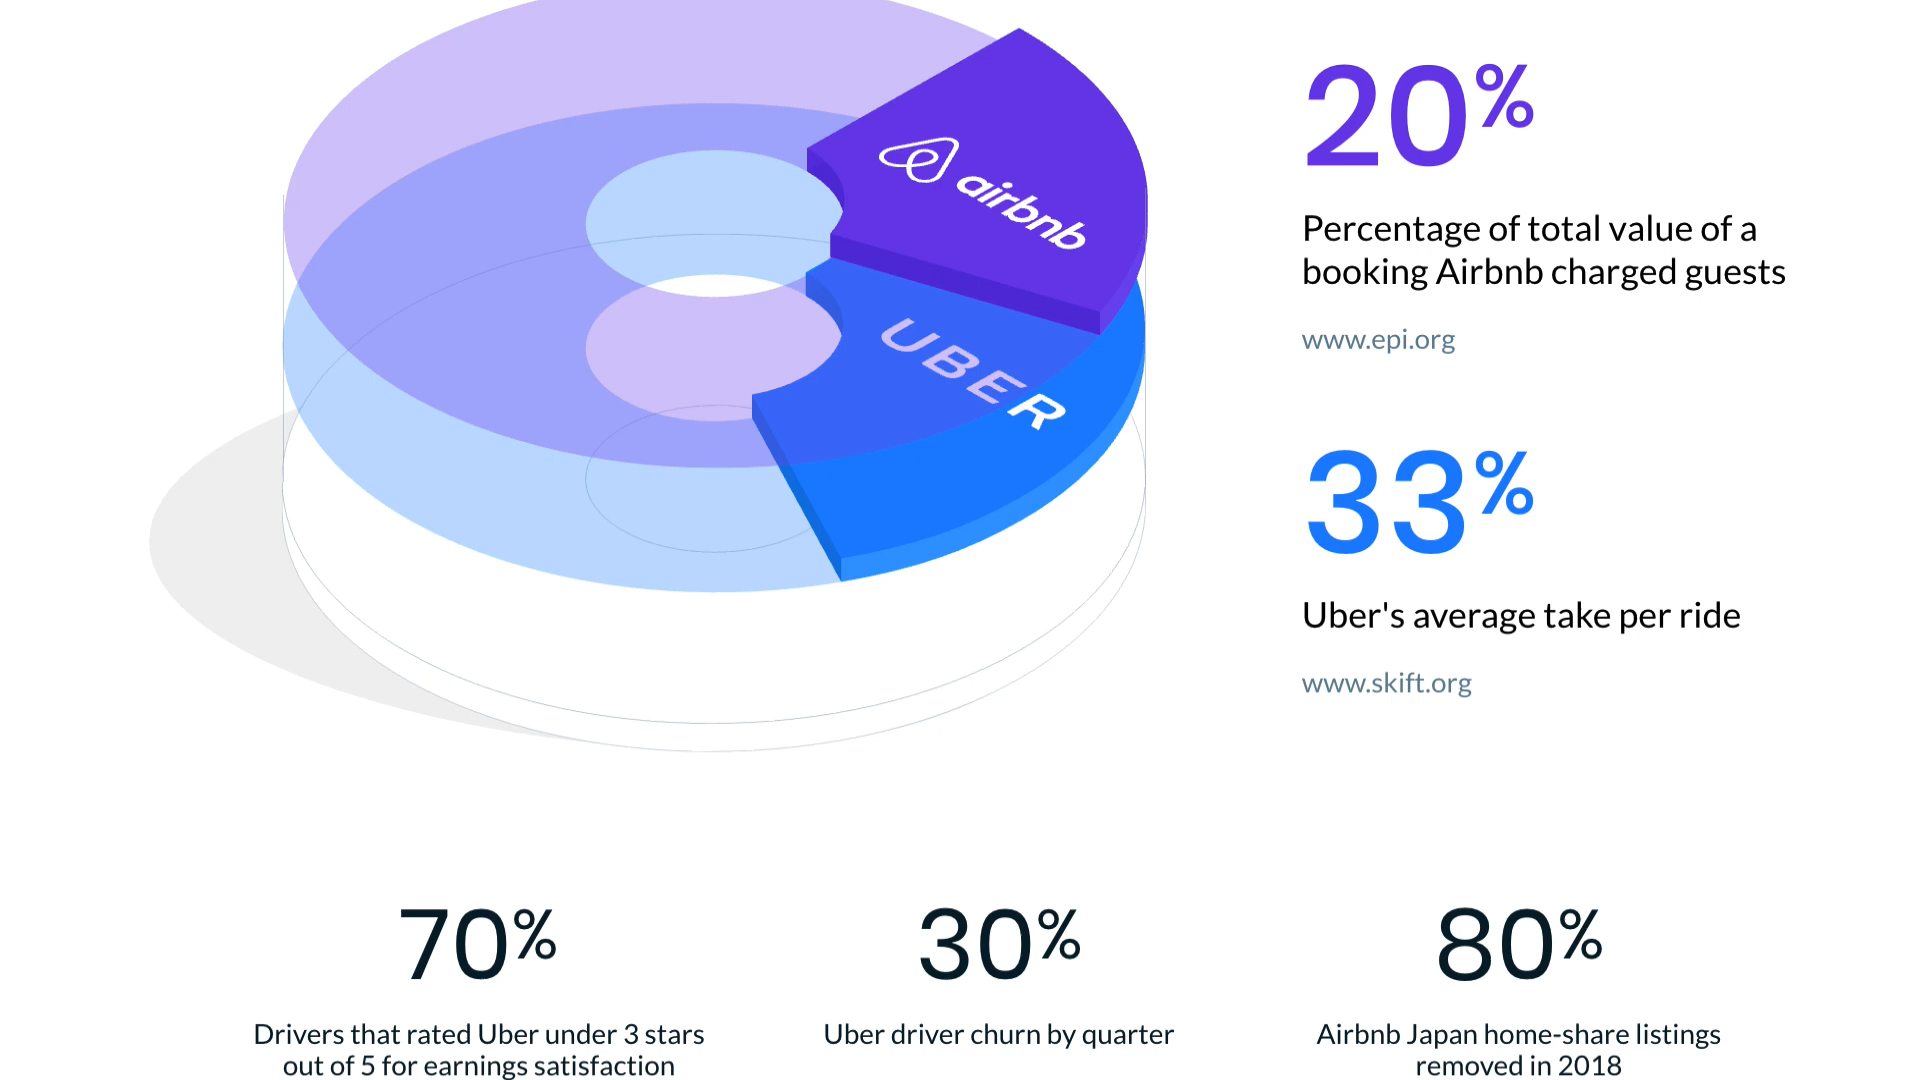 airbnb
UBER
20%
Percentage of total value of a
booking Airbnb charged guests
www.epi.org
33%
Uber's average take per ride
www.skift.org
70%
Drivers that rated Uber under 3 stars
out of 5 for earnings satisfaction
30%
Uber driver churn by quarter
80%
Airbnb Japan home-share listings
removed in 2018